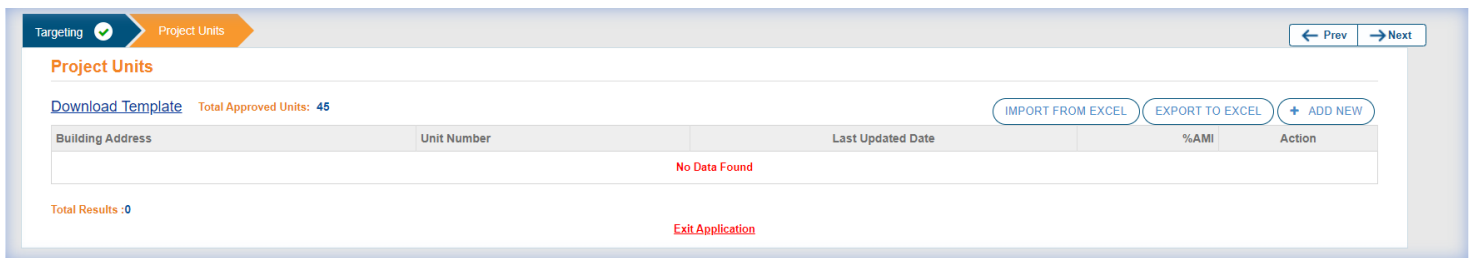 Targeting Project Units
Prev Next
Project Units
Download Template Total Approved Units: 45
IMPORT FROM EXCEL EXPORT TO EXCEL + ADD NEW
Building Address Unit Number Last Updated Date %AMI Action
No Data Found
Total Results :0
Exit Application